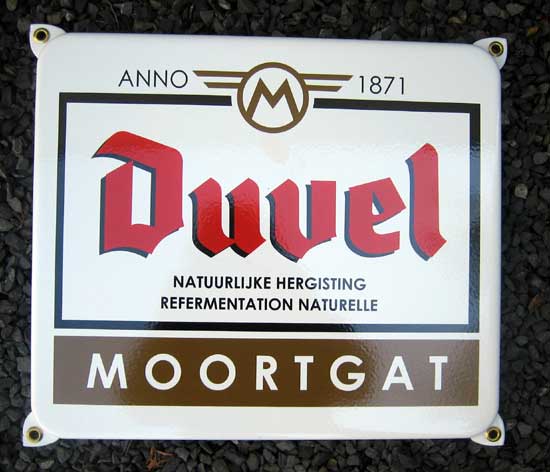 ANNO M 1871
Duvel
NATUURLIJKE HERGISTING
REFERMENTATION NATURELLE
MOORTGAT